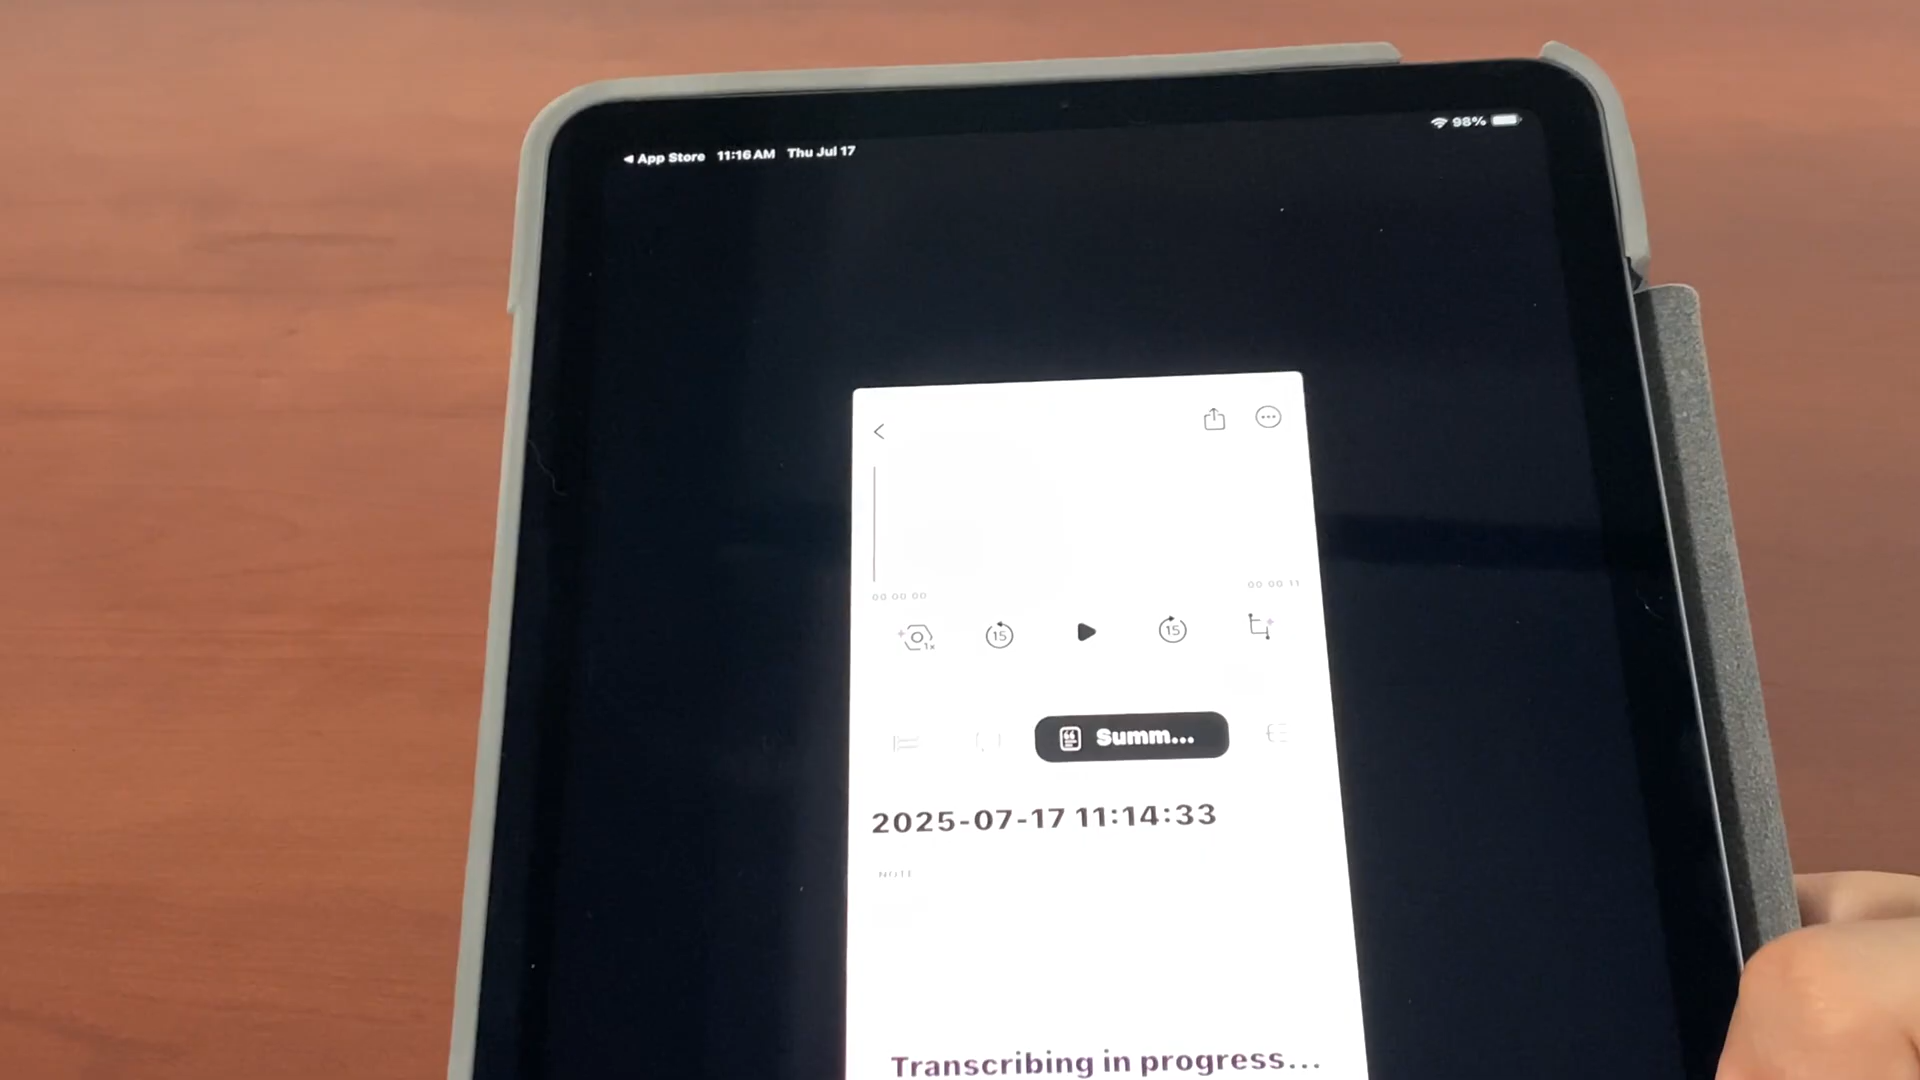 ◄ App Store 11:16 AM Thu Jul 17
98%
00:00:00
00:00:11
1x
15
15
Summ...
2025-07-17 11:14:33
NOTE
Transcribing in progress...